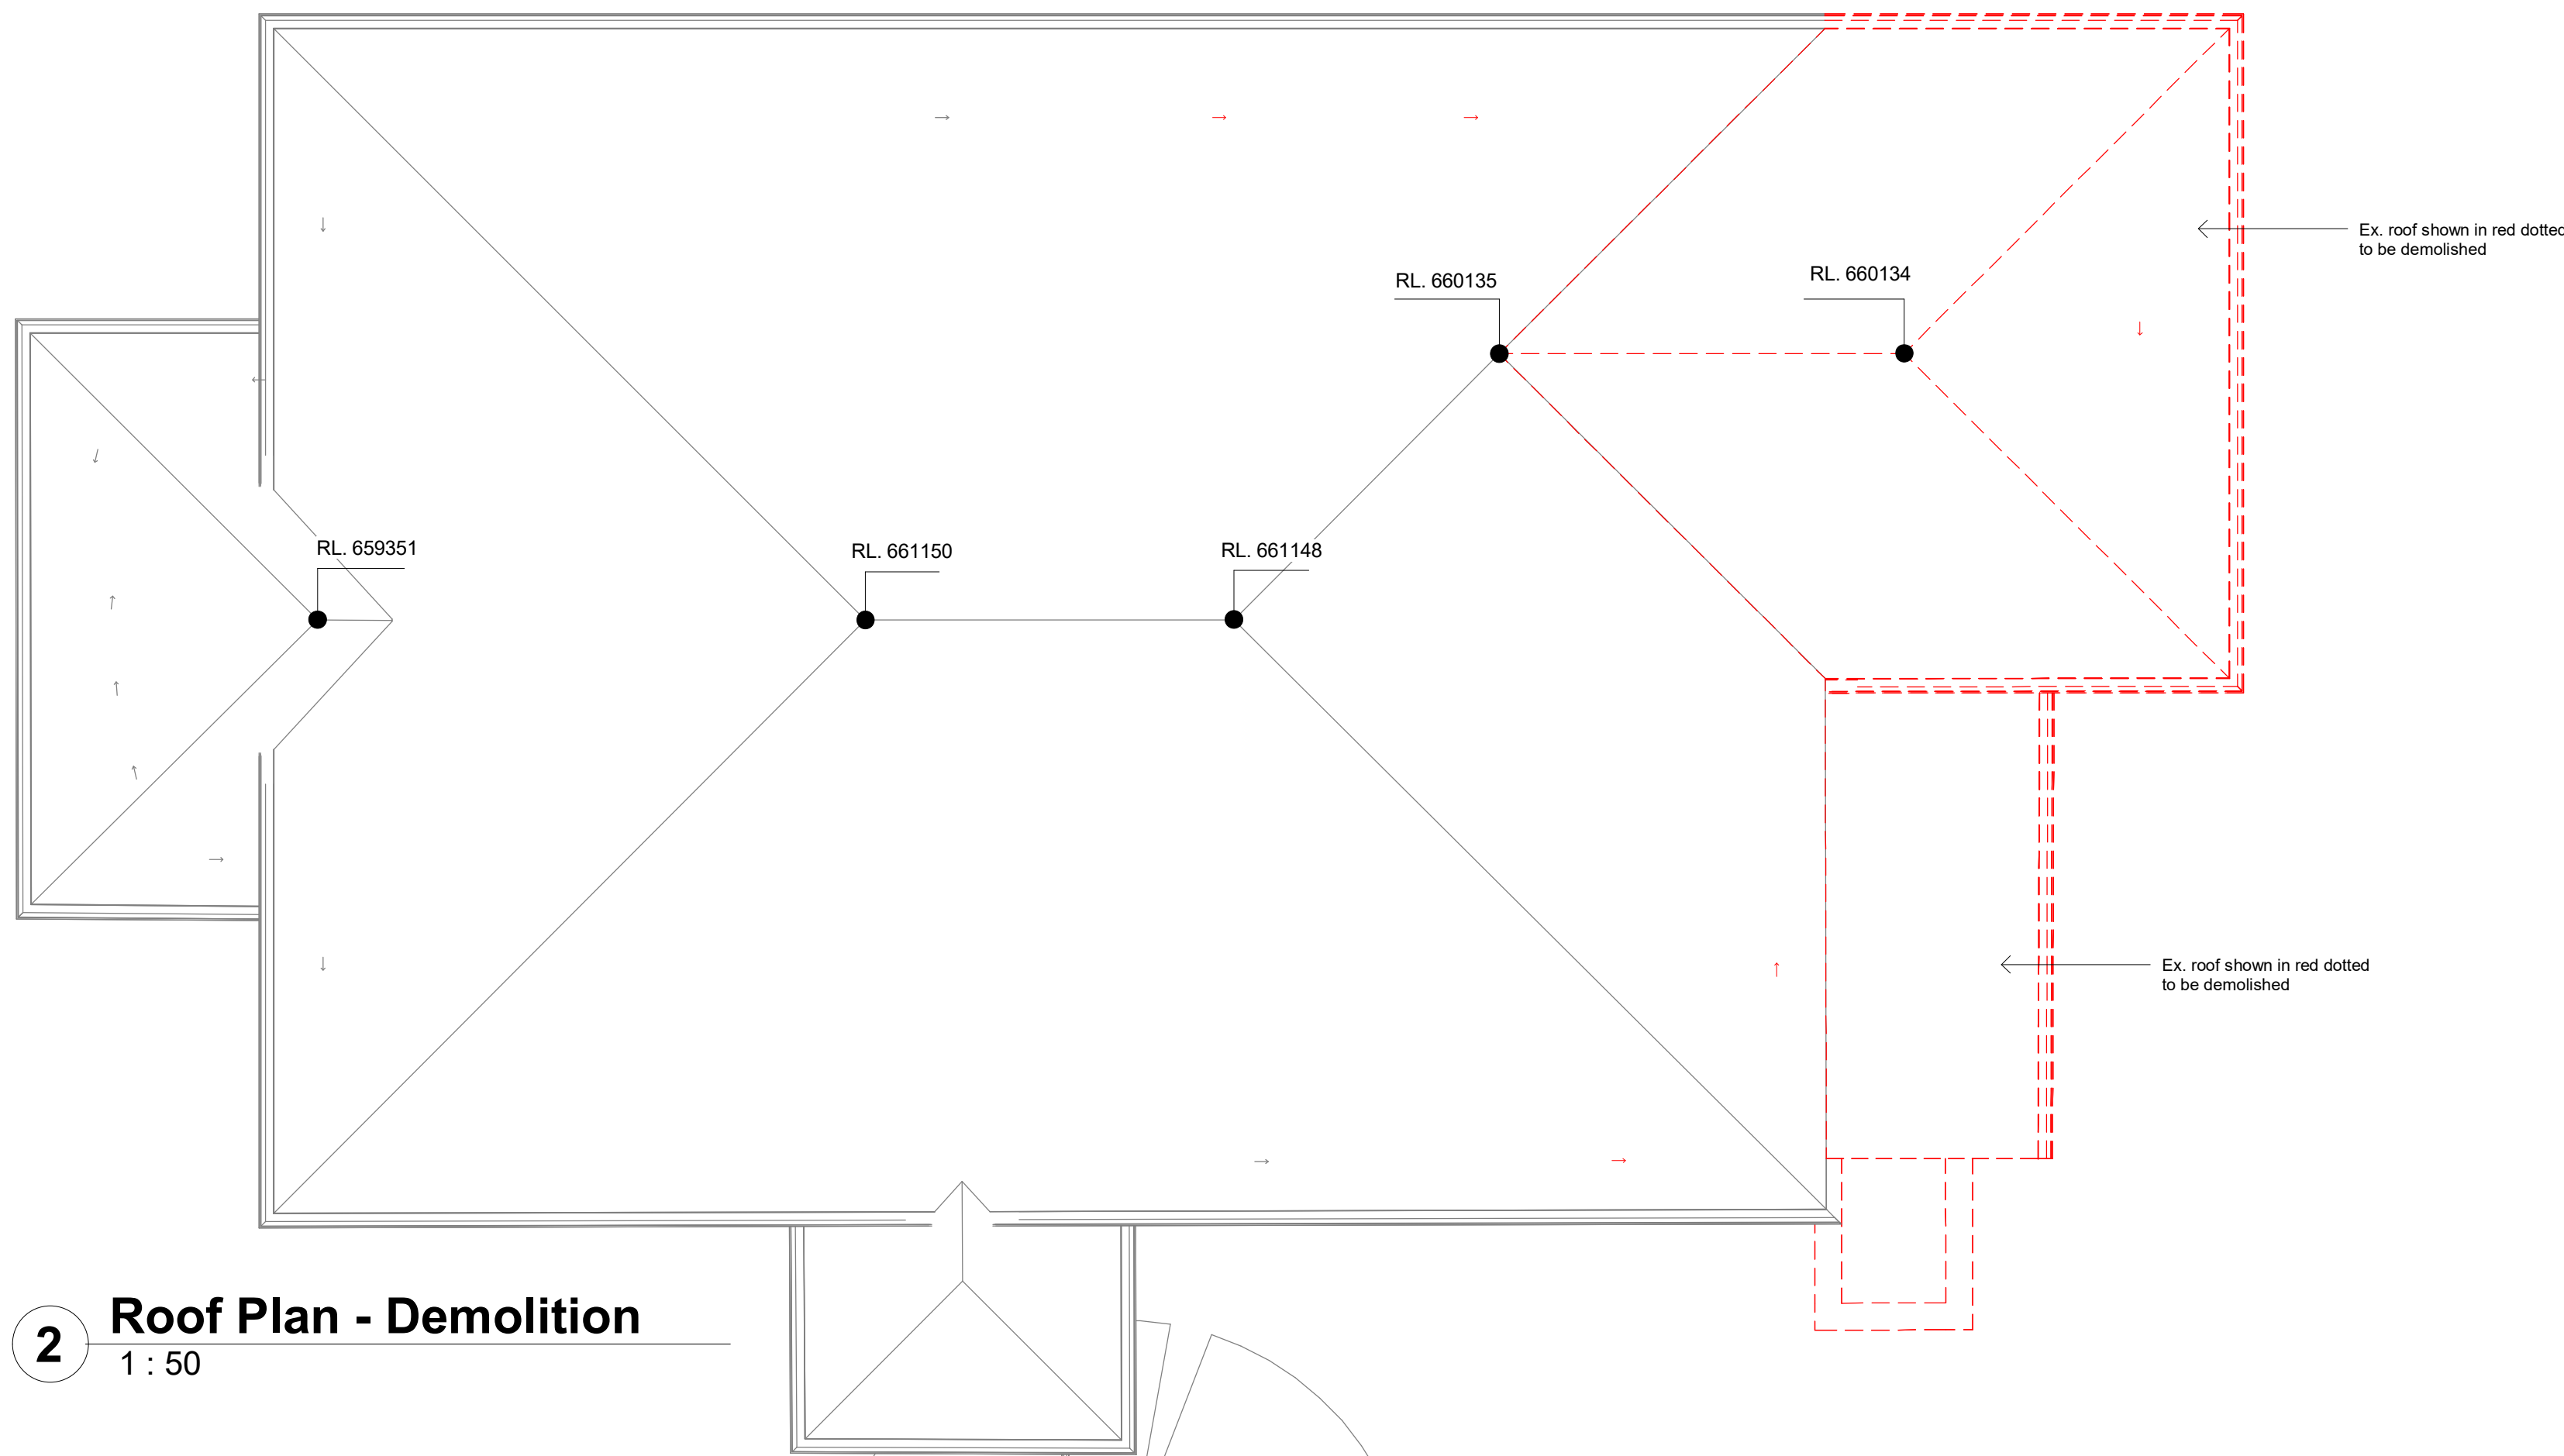 Ex. roof shown in red dotted
to be demolished
RL. 660135
RL. 660134
RL. 659351
RL. 661150
RL. 661148
Ex. roof shown in red dotted
to be demolished
2
Roof Plan - Demolition
1 : 50